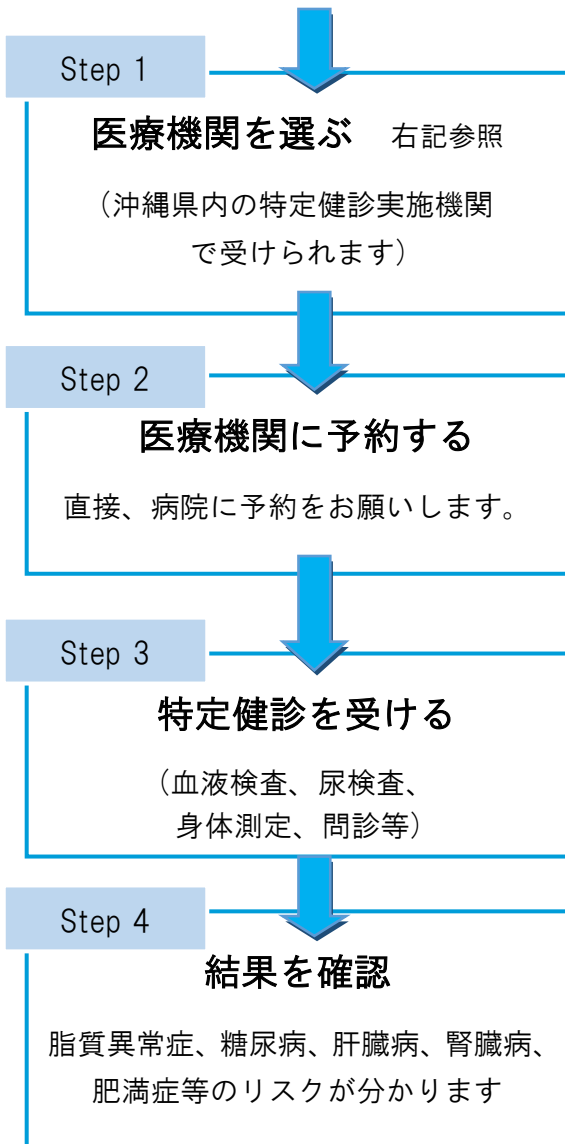 Step 1
医療機関を選ぶ 右記参照
（沖縄県内の特定健診実施機関
で受けられます）
Step 2
医療機関に予約する
直接、病院に予約をお願いします。
Step 3
特定健診を受ける
（血液検査、尿検査、
身体測定、問診等）
Step 4
結果を確認
脂質異常症、糖尿病、肝臓病、腎臓病、
肥満症等のリスクが分かります